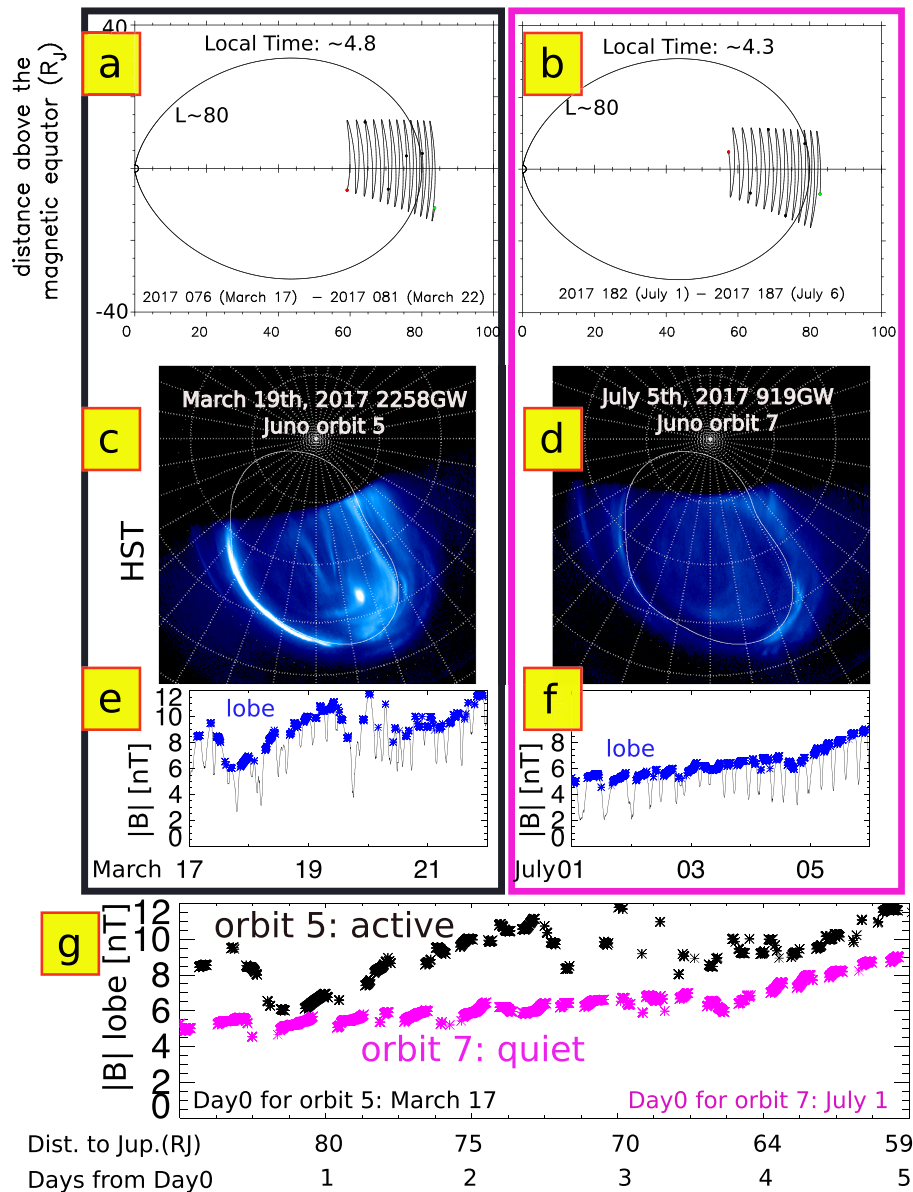 distance above the
magnetic equator (RJ)
a
40
Local Time: ~4.8
L~80
2017 076 (March 17) – 2017 081 (March 22)
-40
0 20 40 60 80 100
b
Local Time: ~4.3
L~80
2017 182 (July 1) – 2017 187 (July 6)
0 20 40 60 80 100
HST
c
March 19th, 2017 2258GW
Juno orbit 5
d
July 5th, 2017 919GW
Juno orbit 7
e
|B| [nT]
12
10
8
6
4
2
0
lobe
March 17 19 21
f
|B| [nT]
8
6
4
2
0
lobe
July01 03 05
g
|B| lobe [nT]
12
10
8
6
4
2
0
orbit 5: active
orbit 7: quiet
Day0 for orbit 5: March 17
Day0 for orbit 7: July 1
Dist. to Jup.(RJ) 80 75 70 64 59
Days from Day0 1 2 3 4 5